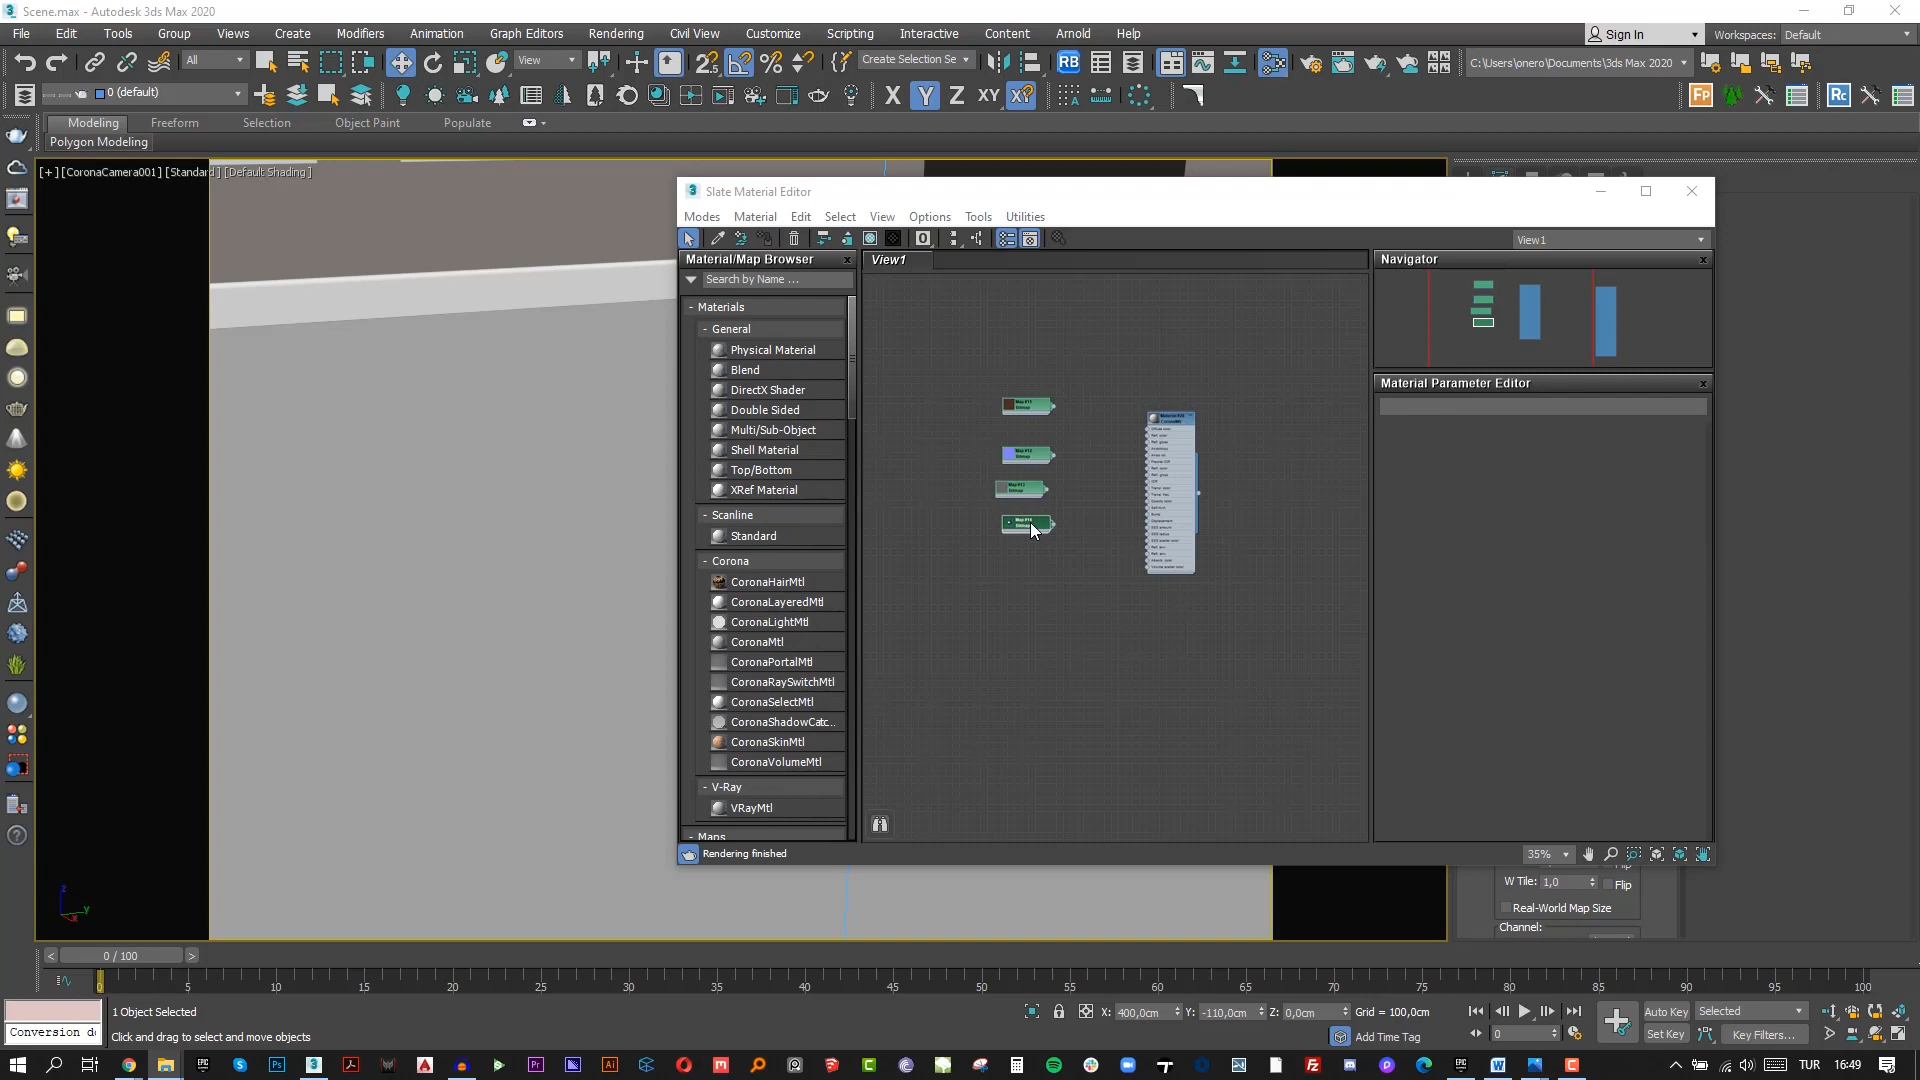 Scene.max - Autodesk 3ds Max 2020
File Edit Tools Group Views Create Modifiers Animation Graph Editors Rendering Civil View Customize Scripting Interactive Content Arnold Help
Sign In Workspaces: Default
All View Create Selection Se C:\Users\onero\Documents\3ds Max 2020
0 (default) X Y Z XY XY
Modeling Freeform Selection Object Paint Populate
Polygon Modeling
[+] [CoronaCamera001] [Standard] [Default Shading]
Slate Material Editor
Modes Material Edit Select View Options Tools Utilities
View1
Material/Map Browser
View1
Navigator
Search by Name ...
- Materials
- General
Physical Material
Blend
DirectX Shader
Double Sided
Multi/Sub-Object
Shell Material
Top/Bottom
XRef Material
- Scanline
Standard
- Corona
CoronaHairMtl
CoronaLayeredMtl
CoronaLightMtl
CoronaMtl
CoronaPortalMtl
CoronaRaySwitchMtl
CoronaSelectMtl
CoronaShadowCatc...
CoronaSkinMtl
CoronaVolumeMtl
- V-Ray
VRayMtl
- Maps
Material Parameter Editor
Rendering finished
35%
W Tile: 1,0 Flip
Real-World Map Size
Channel:
0 / 100
0 5 10 15 20 25 30 35 40 45 50 55 60 65 70 75 80 85 90 95 100
1 Object Selected
X: 400,0cm Y: -110,0cm Z: 0,0cm Grid = 100,0cm
Auto Key Selected
Click and drag to select and move objects
Add Time Tag
0
Set Key Key Filters...
TUR 16:49